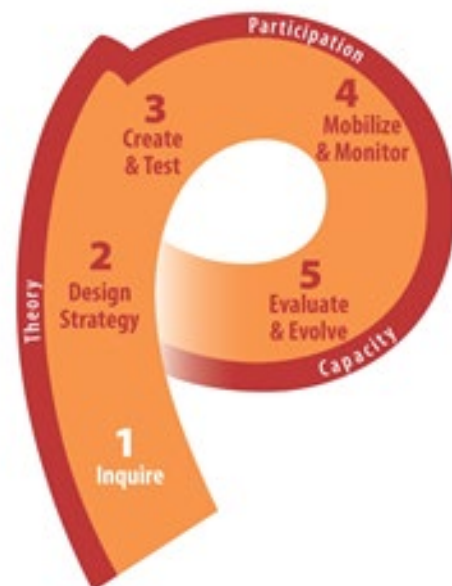 Participation
3
Create
& Test
4
Mobilize
& Monitor
2
Design
Strategy
5
Evaluate
& Evolve
Theory
Capacity
1
Inquire